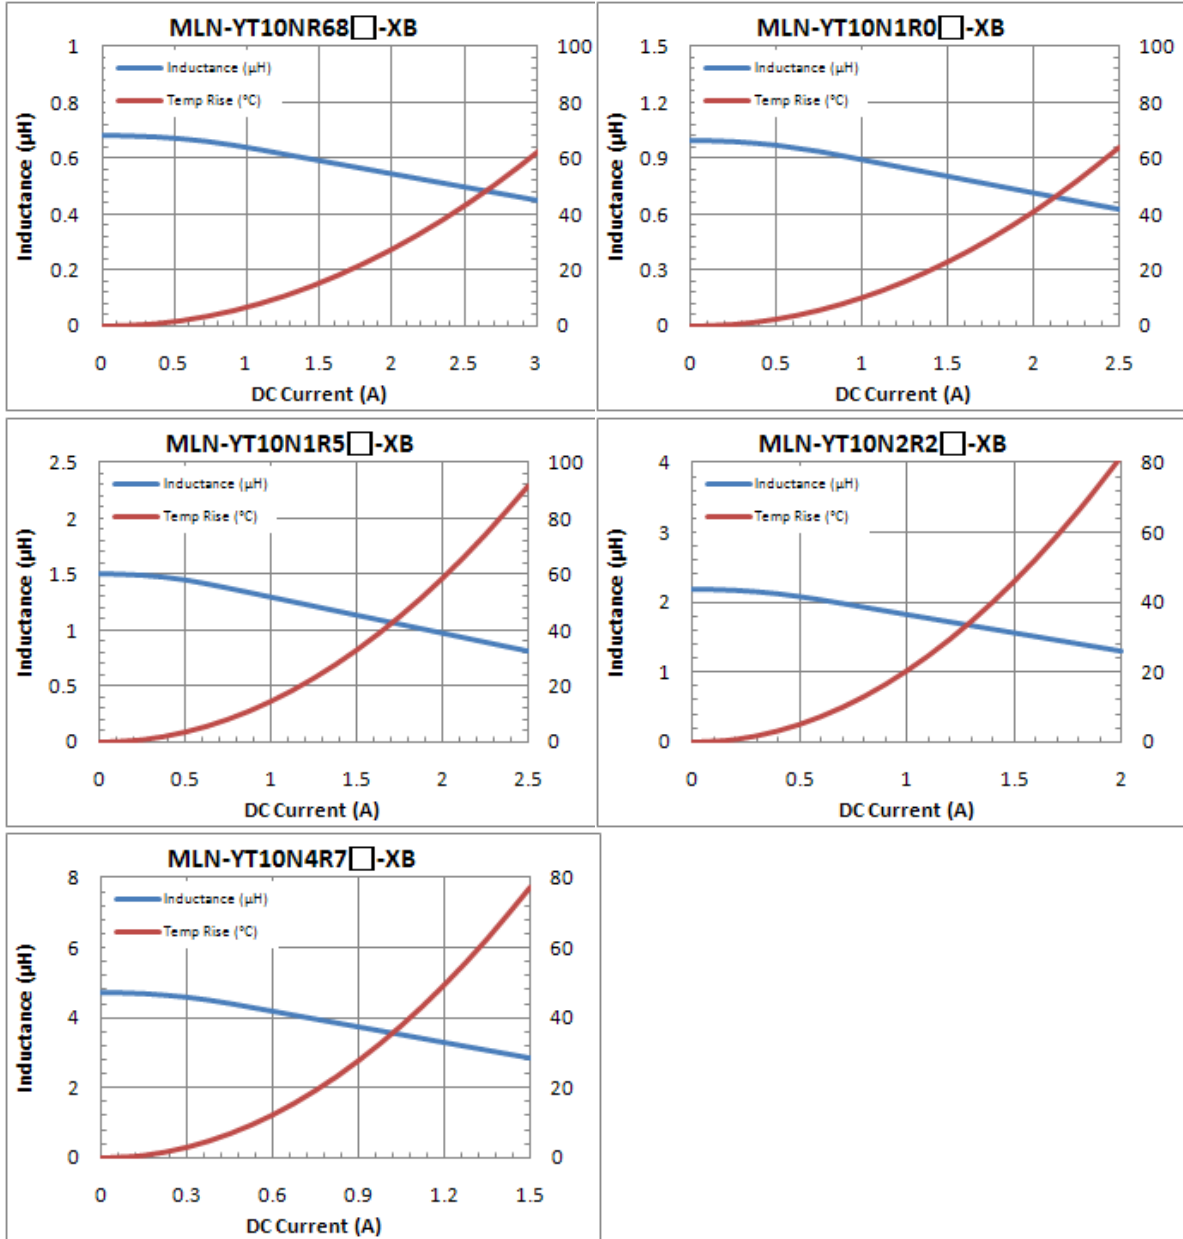 MLN-YT10NR68□-XB
Inductance (µH)
Temp Rise (°C)
Inductance (µH)
1
0.8
0.6
0.4
0.2
0
100
80
60
40
20
0
0 0.5 1 1.5 2 2.5 3
DC Current (A)
MLN-YT10N1R0□-XB
Inductance (µH)
Temp Rise (°C)
Inductance (µH)
1.5
1.2
0.9
0.6
0.3
0
100
80
60
40
20
0
0 0.5 1 1.5 2 2.5
DC Current (A)
MLN-YT10N1R5□-XB
Inductance (µH)
Temp Rise (°C)
Inductance (µH)
2.5
2
1.5
1
0.5
0
100
80
60
40
20
0
0 0.5 1 1.5 2 2.5
DC Current (A)
MLN-YT10N2R2□-XB
Inductance (µH)
Temp Rise (°C)
Inductance (µH)
4
3
2
1
0
80
60
40
20
0
0 0.5 1 1.5 2
DC Current (A)
MLN-YT10N4R7□-XB
Inductance (µH)
Temp Rise (°C)
Inductance (µH)
8
6
4
2
0
80
60
40
20
0
0 0.3 0.6 0.9 1.2 1.5
DC Current (A)